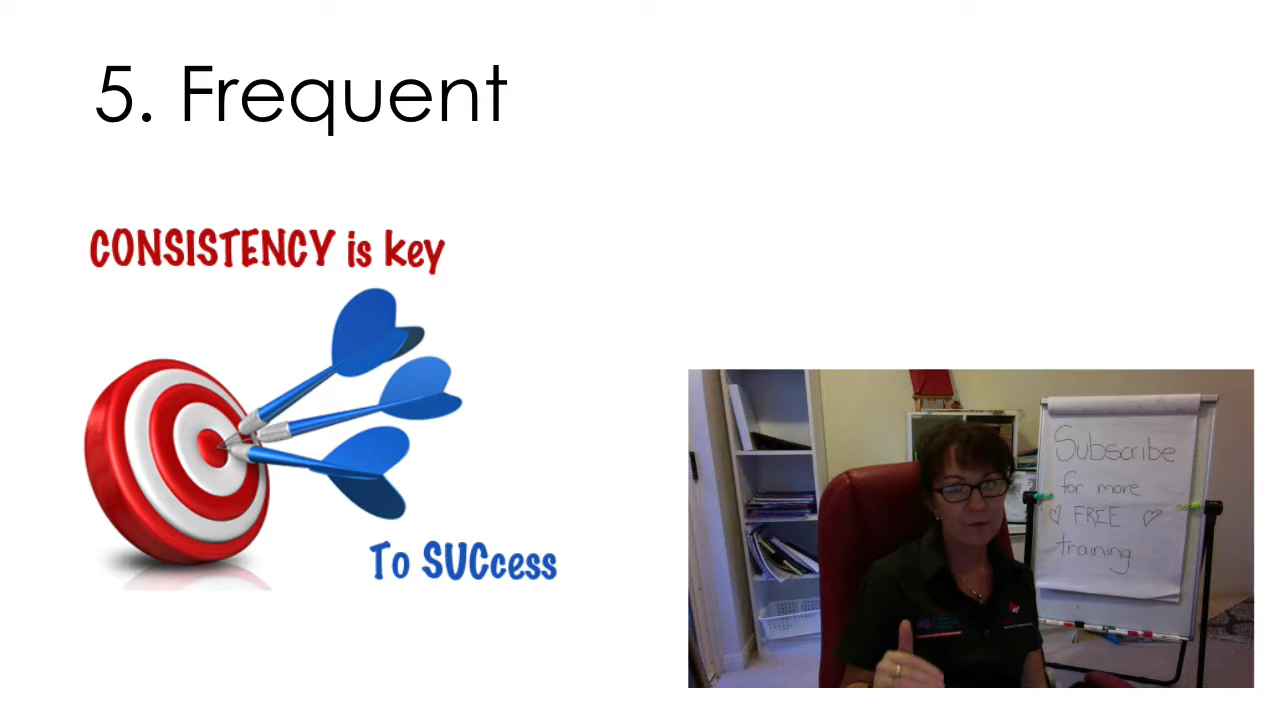 5. Frequent
CONSISTENCY is key
To SUCcess
Subscribe
for more
FREE
training